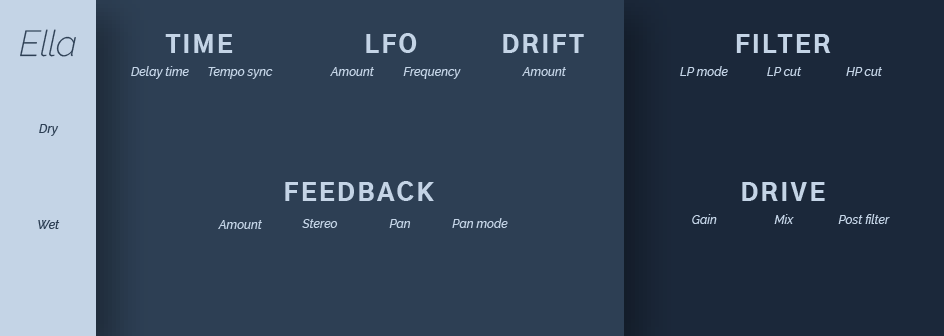 Ella
Dry
Wet
TIME
Delay time Tempo sync
LFO
Amount Frequency
DRIFT
Amount
FEEDBACK
Amount Stereo Pan Pan mode
FILTER
LP mode LP cut HP cut
DRIVE
Gain Mix Post filter